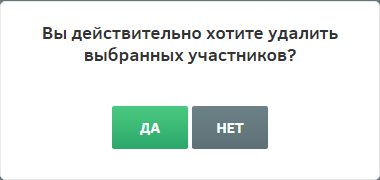 Вы действительно хотите удалить
выбранных участников?
ДА НЕТ